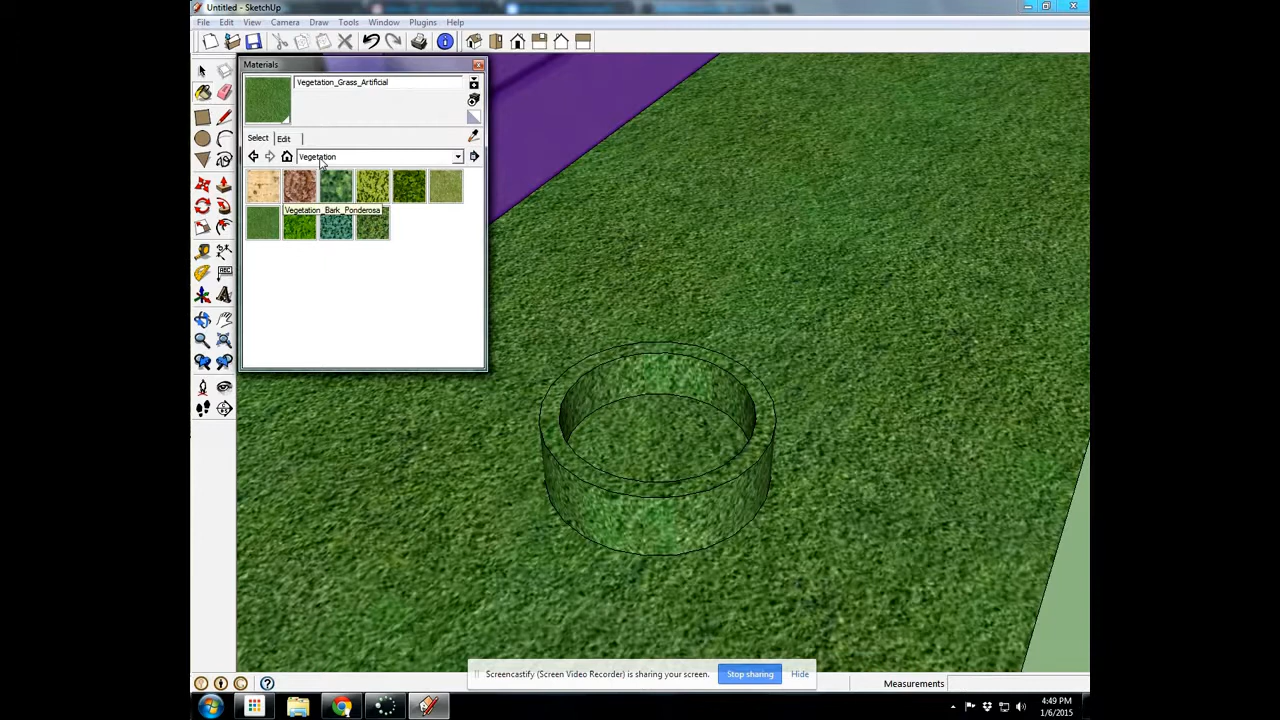 Untitled - SketchUp
File Edit View Camera Draw Tools Window Plugins Help
Materials
Vegetation_Grass_Artificial
Select Edit
Vegetation
Vegetation_Bark_Ponderosa
ABC
Screencastify (Screen Video Recorder) is sharing your screen. Stop sharing Hide
Measurements
4:49 PM
1/6/2015